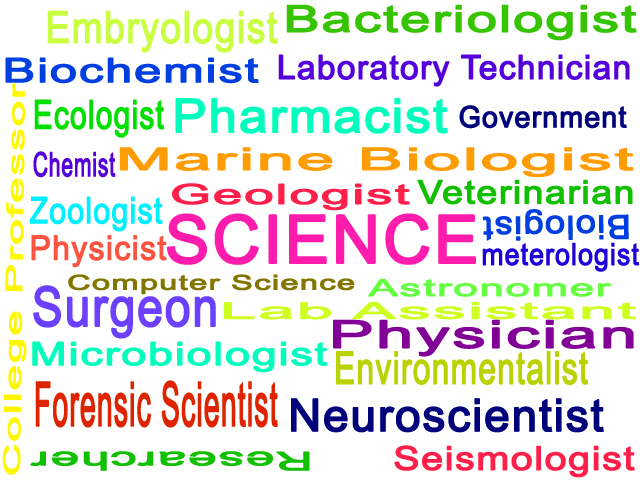 Embryologist Bacteriologist
Biochemist Laboratory Technician
Ecologist Pharmacist Government
Chemist Marine Biologist
Geologist Veterinarian
Zoologist
SCIENCE Biologist
Physicist meterologist
Computer Science Astronomer
Surgeon Lab Assistant
Physician
Microbiologist Environmentalist
Forensic Scientist Neuroscientist
Researcher Seismologist
College Professor